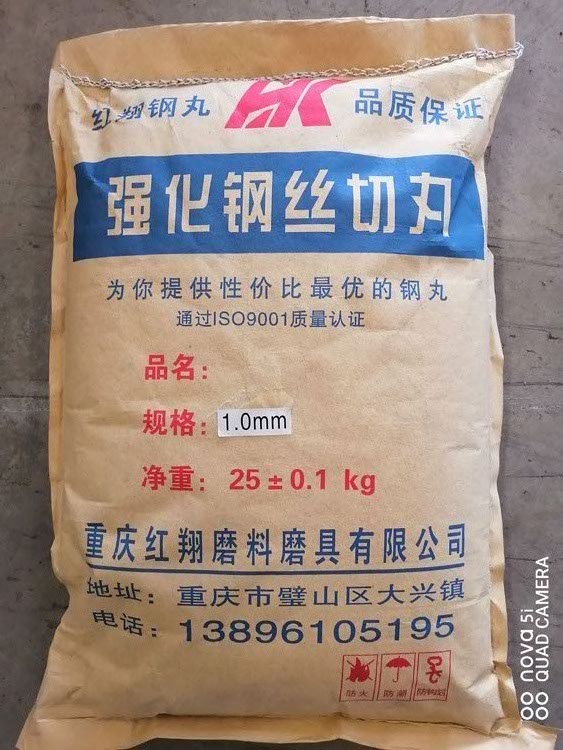 红翔钢丸 HX 品质保证
强化钢丝切丸
为你提供性价比最优的钢丸
通过ISO9001质量认证
品名：
规格：1.0mm
净重：25±0.1 kg
重庆红翔磨料磨具有限公司
地址：重庆市璧山区大兴镇
电话：13896105195
防火 防潮
nova 5i
QUAD CAMERA